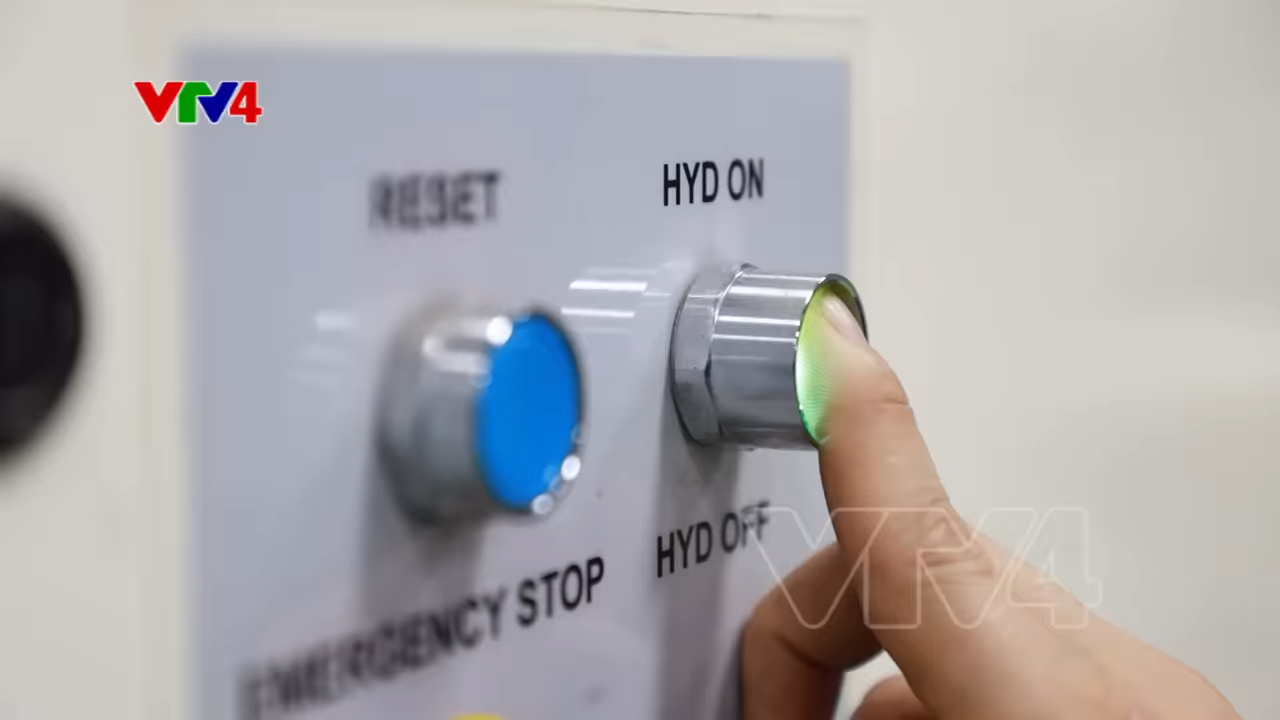 VTV4
RESET
HYD ON
HYD OFF
EMERGENCY STOP
VTV4